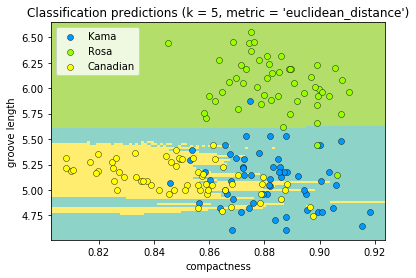 Classification predictions (k = 5, metric = 'euclidean_distance')
Kama
Rosa
Canadian
groove length
6.50
6.25
6.00
5.75
5.50
5.25
5.00
4.75
0.82
0.84
0.86
0.88
0.90
0.92
compactness